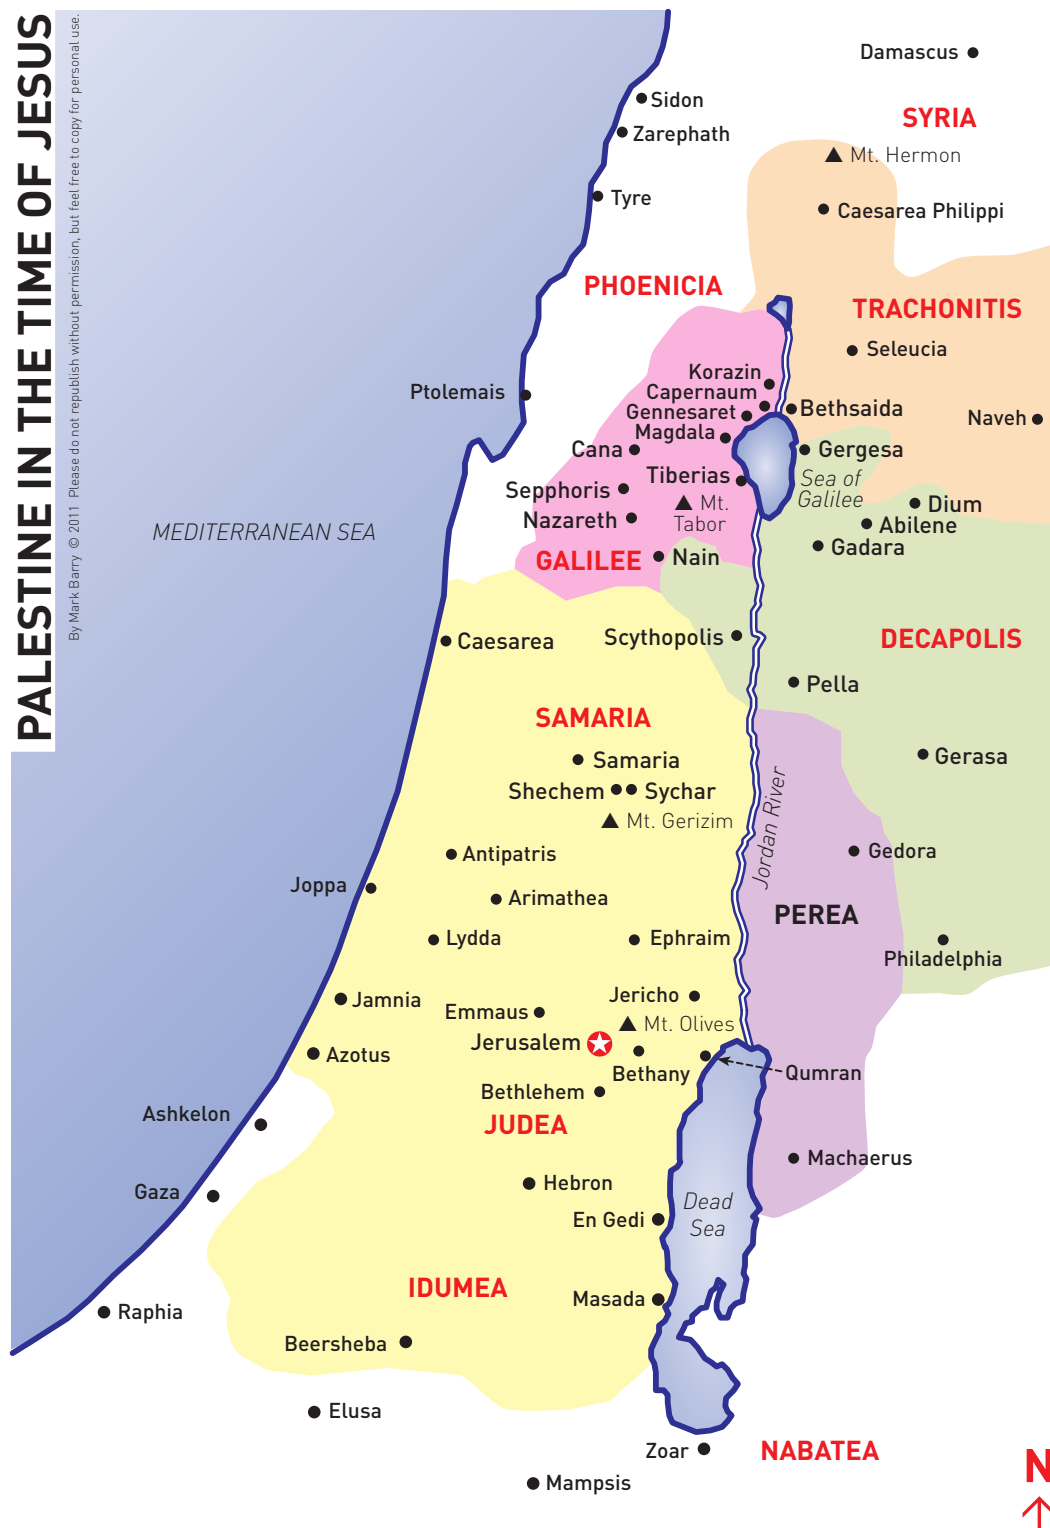 PALESTINE IN THE TIME OF JESUS
By Mark Barry © 2011 Please do not republish without permission, but feel free to copy for personal use.
Damascus
Sidon
SYRIA
Zarephath
Mt. Hermon
Tyre
Caesarea Philippi
PHOENICIA
TRACHONITIS
Seleucia
Korazin
Ptolemais
Capernaum
Gennesaret
Bethsaida
Naveh
Magdala
Cana
Gergesa
Tiberias
Sea of
Galilee
Sepphoris
Mt.
Tabor
Dium
Nazareth
Abilene
MEDITERRANEAN SEA
Gadara
GALILEE
Nain
Caesarea
Scythopolis
DECAPOLIS
Pella
SAMARIA
Samaria
Gerasa
Shechem
Sychar
Mt. Gerizim
Jordan River
Antipatris
Gedora
Joppa
Arimathea
PEREA
Lydda
Ephraim
Philadelphia
Jamnia
Jericho
Emmaus
Mt. Olives
Jerusalem
Azotus
Bethany
Qumran
Bethlehem
Ashkelon
JUDEA
Machaerus
Hebron
Gaza
Dead
Sea
En Gedi
IDUMEA
Masada
Raphia
Beersheba
Elusa
Zoar
NABATEA
N
Mampsis